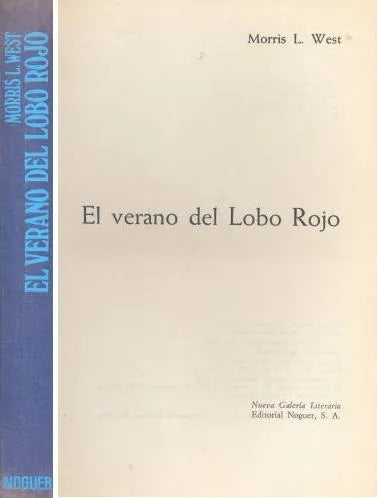 MORRIS L. WEST
EL VERANO DEL LOBO ROJO
NOGUER
Morris L. West
El verano del Lobo Rojo
Nueva Galería Literaria
Editorial Noguer, S. A.